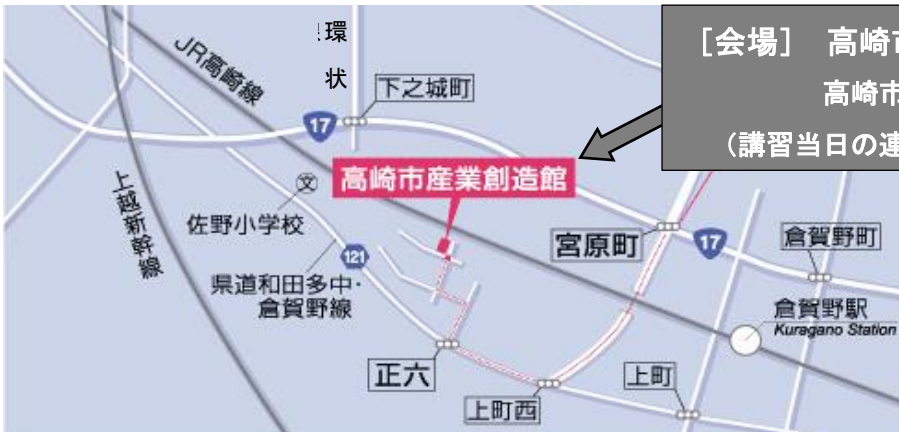 環
状
JR高崎線
下之城町
17
[会場] 高崎
高崎市
(講習当日の連
高崎市産業創造館
文
佐野小学校
上越新幹線
121
県道和田多中・
倉賀野線
宮原町
17
倉賀野町
倉賀野駅
Kuragano Station
正六
上町西
上町